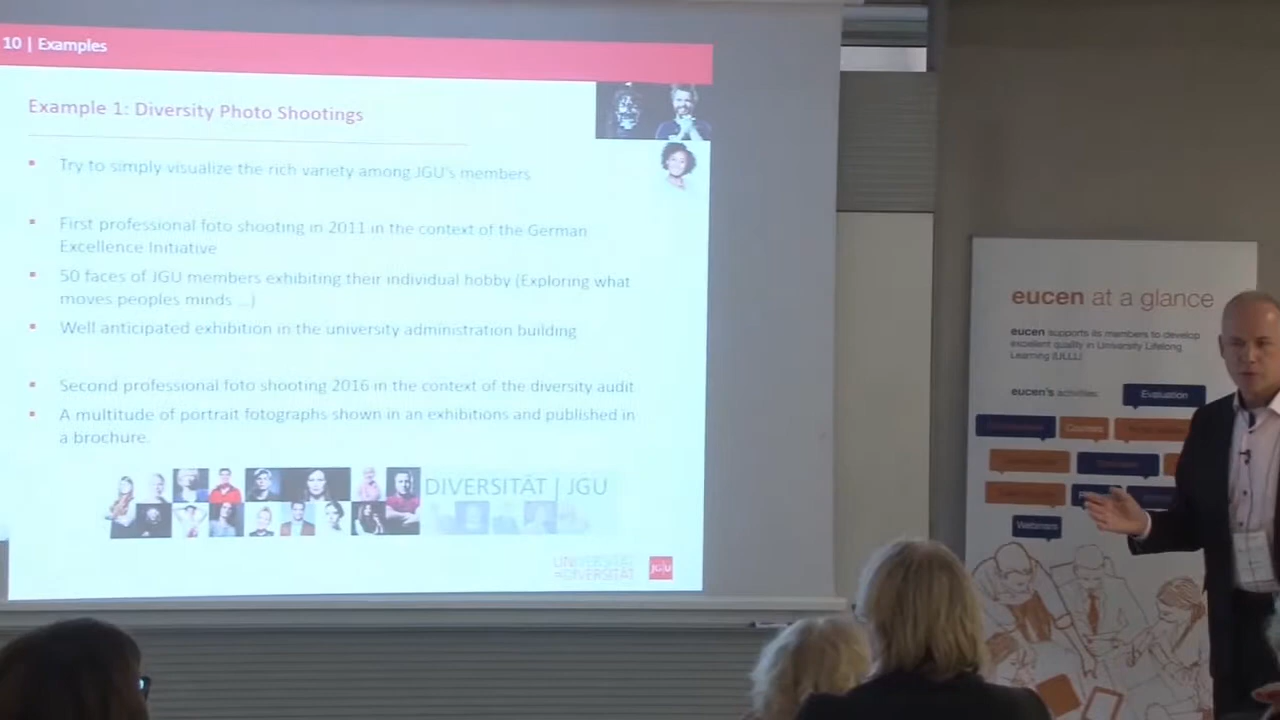 10 | Examples
Example 1: Diversity Photo Shootings
Try to simply visualize the rich variety among JGU's members
First professional foto shooting in 2011 in the context of the German
Excellence Initiative
50 faces of JGU members exhibiting their individual hobby (Exploring what
moves peoples minds ...)
Well anticipated exhibition in the university administration building
Second professional foto shooting 2016 in the context of the diversity audit
A multitude of portrait fotographs shown in an exhibitions and published in
a brochure.
DIVERSITÄT | JGU
UNIVERSITÄT
=DIVERSITÄT
JG|U
eucen at a glance
eucen supports its members to develop
excellent quality in University Lifelong
Learning (ULLL)
eucen's activities:
Evaluation
Courses
Webinars